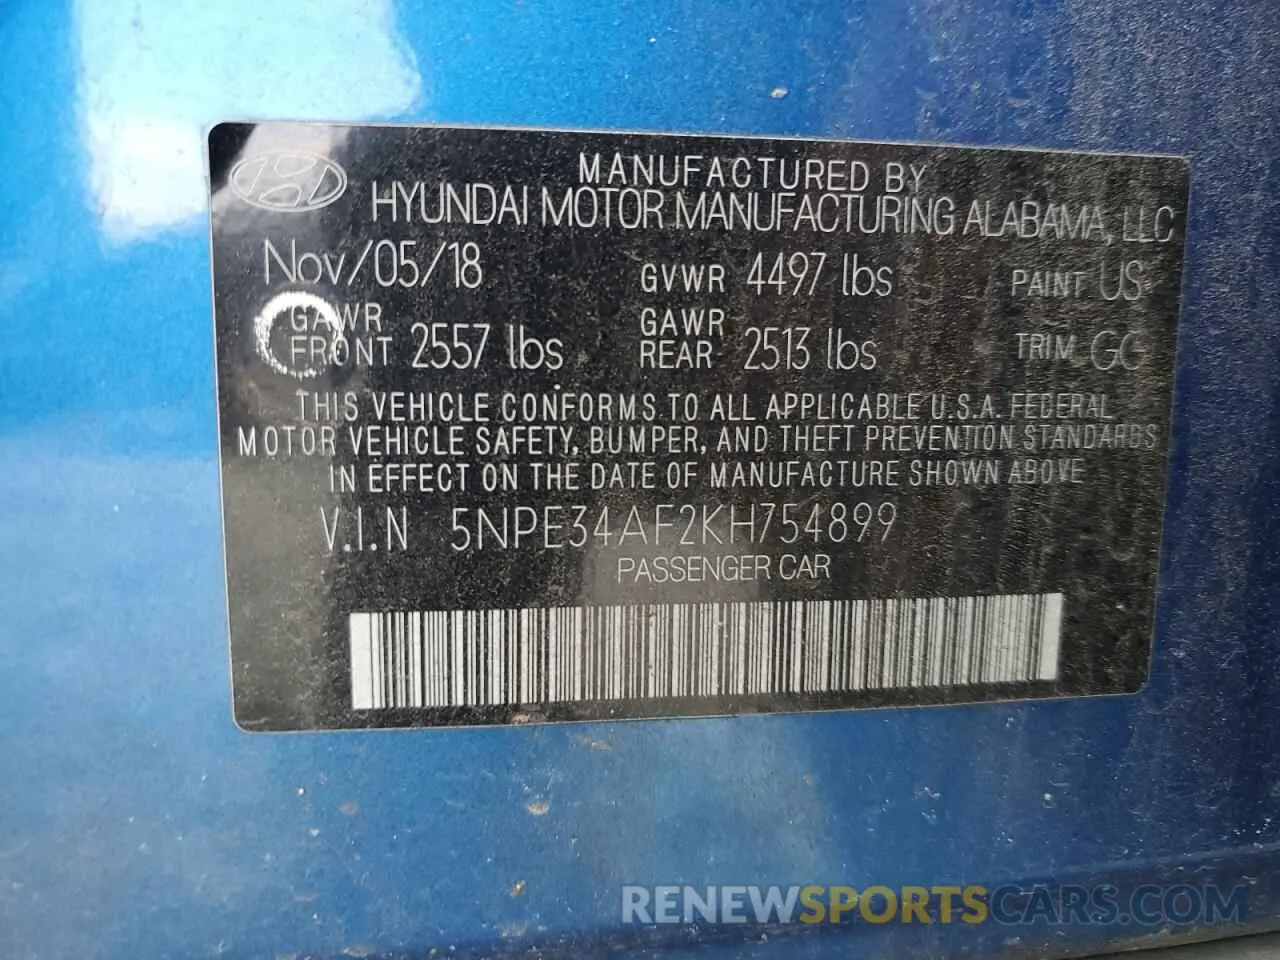 MANUFACTURED BY
HYUNDAI MOTOR MANUFACTURING ALABAMA, LLC
Nov/05/18 GVWR 4497 lbs PAINT US
GAWR FRONT 2557 lbs GAWR REAR 2513 lbs TRIM GG
THIS VEHICLE CONFORMS TO ALL APPLICABLE U.S.A. FEDERAL
MOTOR VEHICLE SAFETY, BUMPER, AND THEFT PREVENTION STANDARDS
IN EFFECT ON THE DATE OF MANUFACTURE SHOWN ABOVE
V.I.N 5NPE34AF2KH754899
PASSENGER CAR
RENEWSPORTSCARS.COM